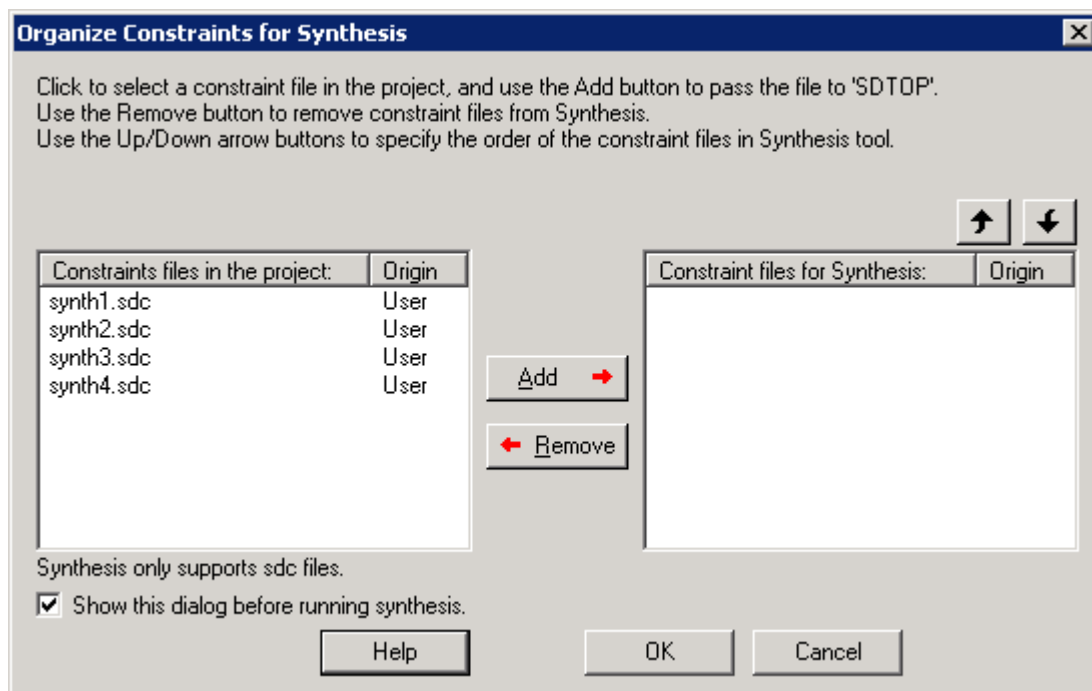 Organize Constraints for Synthesis
Click to select a constraint file in the project, and use the Add button to pass the file to 'SDTOP'.
Use the Remove button to remove constraint files from Synthesis.
Use the Up/Down arrow buttons to specify the order of the constraint files in Synthesis tool.
Constraints files in the project: Origin
synth1.sdc User
synth2.sdc User
synth3.sdc User
synth4.sdc User
Add
Remove
Constraint files for Synthesis: Origin
Synthesis only supports sdc files.
Show this dialog before running synthesis.
Help OK Cancel